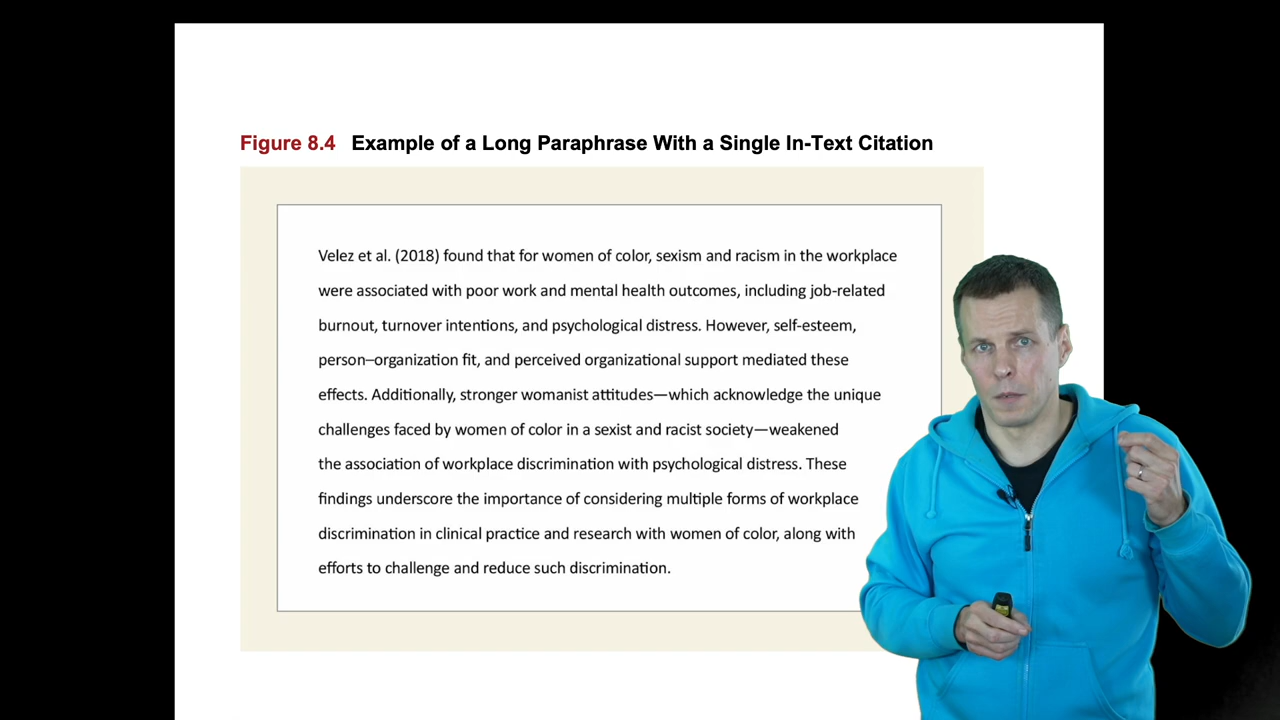 Figure 8.4 Example of a Long Paraphrase With a Single In-Text Citation
Velez et al. (2018) found that for women of color, sexism and racism in the workplace
were associated with poor work and mental health outcomes, including job-related
burnout, turnover intentions, and psychological distress. However, self-esteem,
person–organization fit, and perceived organizational support mediated these
effects. Additionally, stronger womanist attitudes—which acknowledge the unique
challenges faced by women of color in a sexist and racist society—weakened
the association of workplace discrimination with psychological distress. These
findings underscore the importance of considering multiple forms of workplace
discrimination in clinical practice and research with women of color, along with
efforts to challenge and reduce such discrimination.